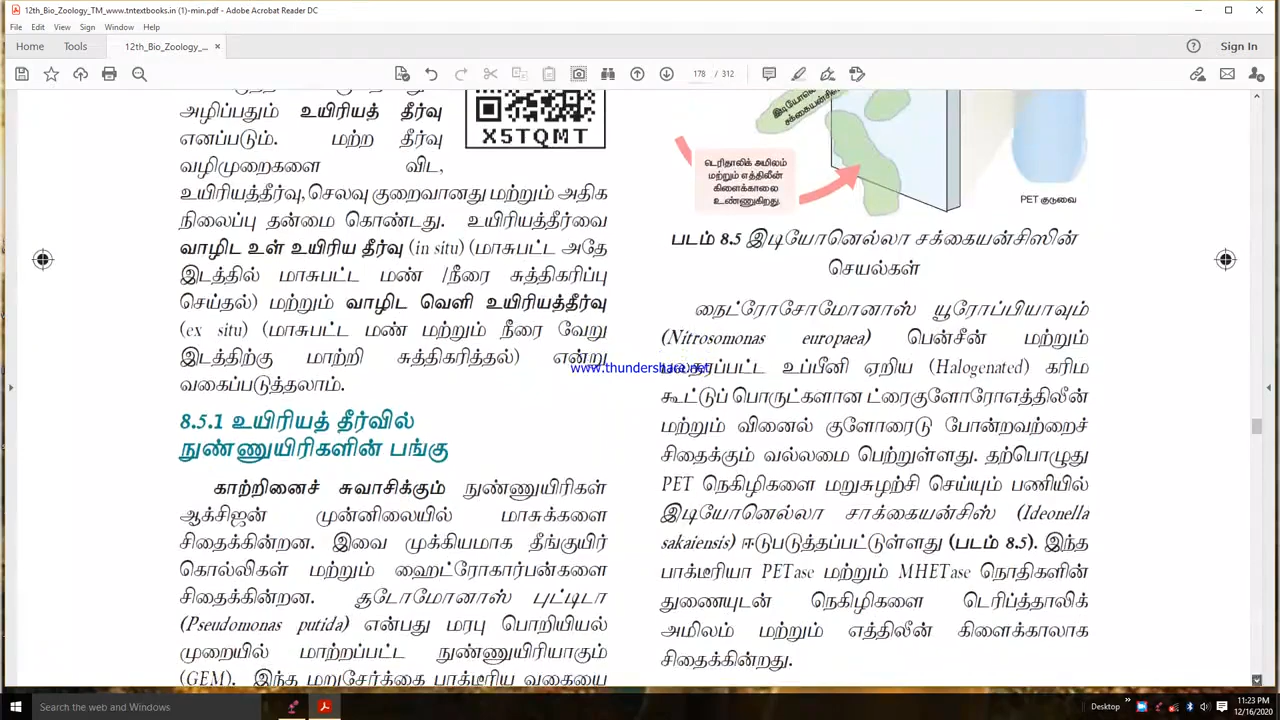 12th_Bio_Zoology_TM_www.tntextbooks.in (1)-min.pdf - Adobe Acrobat Reader DC
File Edit View Sign Window Help
Home Tools 12th_Bio_Zoology_... × Sign In
178 / 312
அழிப்பதும் உயிரியத் தீர்வு
எனப்படும். மற்ற தீர்வு
வழிமுறைகளை விட,
உயிரியத்தீர்வு, செலவு குறைவானது மற்றும் அதிக
நிலைப்பு தன்மை கொண்டது. உயிரியத்தீர்வை
வாழிட உள் உயிரிய தீர்வு (in situ) (மாசுபட்ட அதே
இடத்தில் மாசுபட்ட மண் /நீரை சுத்திகரிப்பு
செய்தல்) மற்றும் வாழிட வெளி உயிரியத்தீர்வு
(ex situ) (மாசுபட்ட மண் மற்றும் நீரை வேறு
இடத்திற்கு மாற்றி சுத்திகரித்தல்) என்று
வகைப்படுத்தலாம்.
X5TQMT
8.5.1 உயிரியத் தீர்வில்
நுண்ணுயிரிகளின் பங்கு
காற்றினைச் சுவாசிக்கும் நுண்ணுயிரிகள்
ஆக்சிஜன் முன்னிலையில் மாசுக்களை
சிதைக்கின்றன. இவை முக்கியமாக தீங்குயிர்
கொல்லிகள் மற்றும் ஹைட்ரோகார்பன்களை
சிதைக்கின்றன. சூடோமோனாஸ் புட்டிடா
(Pseudomonas putida) என்பது மரபு பொறியியல்
முறையில் மாற்றப்பட்ட நுண்ணுயிரியாகும்
(GEM). இந்த மறுசேர்க்கை பாக்டீரிய வகையை
டெரிதாலிக் அமிலம்
மற்றும் எத்திலீன்
கிளைக்காலை
உண்ணுகிறது.
PET குடுவை
படம் 8.5 இடியோனெல்லா சக்கையன்சிஸின்
செயல்கள்
நைட்ரோசோமோனாஸ் யூரோப்பியாவும்
(Nitrosomonas europaea) பென்சீன் மற்றும்
உப்பீனி ஏறிய (Halogenated) கரிம
கூட்டுப் பொருட்களான ட்ரைகுளோரோஎத்திலீன்
மற்றும் வினைல் குளோரைடு போன்றவற்றைச்
சிதைக்கும் வல்லமை பெற்றுள்ளது. தற்பொழுது
PET நெகிழிகளை மறுசுழற்சி செய்யும் பணியில்
இடியோனெல்லா சாக்கையன்சிஸ் (Ideonella
sakaiensis) ஈடுபடுத்தப்பட்டுள்ளது (படம் 8.5). இந்த
பாக்டீரியா PETase மற்றும் MHETase நொதிகளின்
துணையுடன் நெகிழிகளை டெரிப்த்தாலிக்
அமிலம் மற்றும் எத்திலீன் கிளைக்காலாக
சிதைக்கின்றது.
www.thundershare.net
Search the web and Windows
Desktop 11:23 PM
12/16/2020